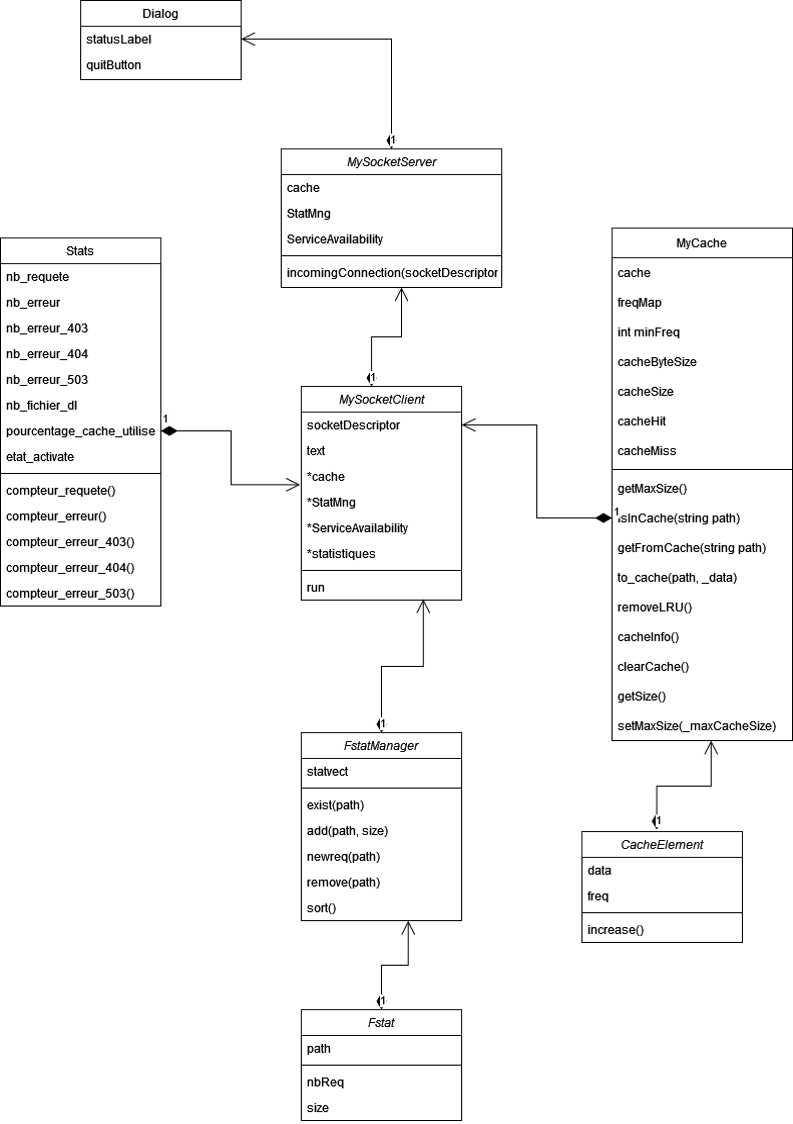 Dialog
statusLabel
quitButton
1
MySocketServer
cache
StatMng
ServiceAvailability
incomingConnection(socketDescriptor
1
Stats
nb_requete
nb_erreur
nb_erreur_403
nb_erreur_404
nb_erreur_503
nb_fichier_dl
pourcentage_cache_utilise
etat_activate
compteur_requete()
compteur_erreur()
compteur_erreur_403()
compteur_erreur_404()
compteur_erreur_503()
1
MySocketClient
socketDescriptor
text
*cache
*StatMng
*ServiceAvailability
*statistiques
run
MyCache
cache
freqMap
int minFreq
cacheByteSize
cacheSize
cacheHit
cacheMiss
getMaxSize()
1
isInCache(string path)
getFromCache(string path)
to_cache(path, _data)
removeLRU()
cacheInfo()
clearCache()
getSize()
setMaxSize(_maxCacheSize)
1
FstatManager
statvect
exist(path)
add(path, size)
newreq(path)
remove(path)
sort()
1
CacheElement
data
freq
increase()
1
Fstat
path
nbReq
size